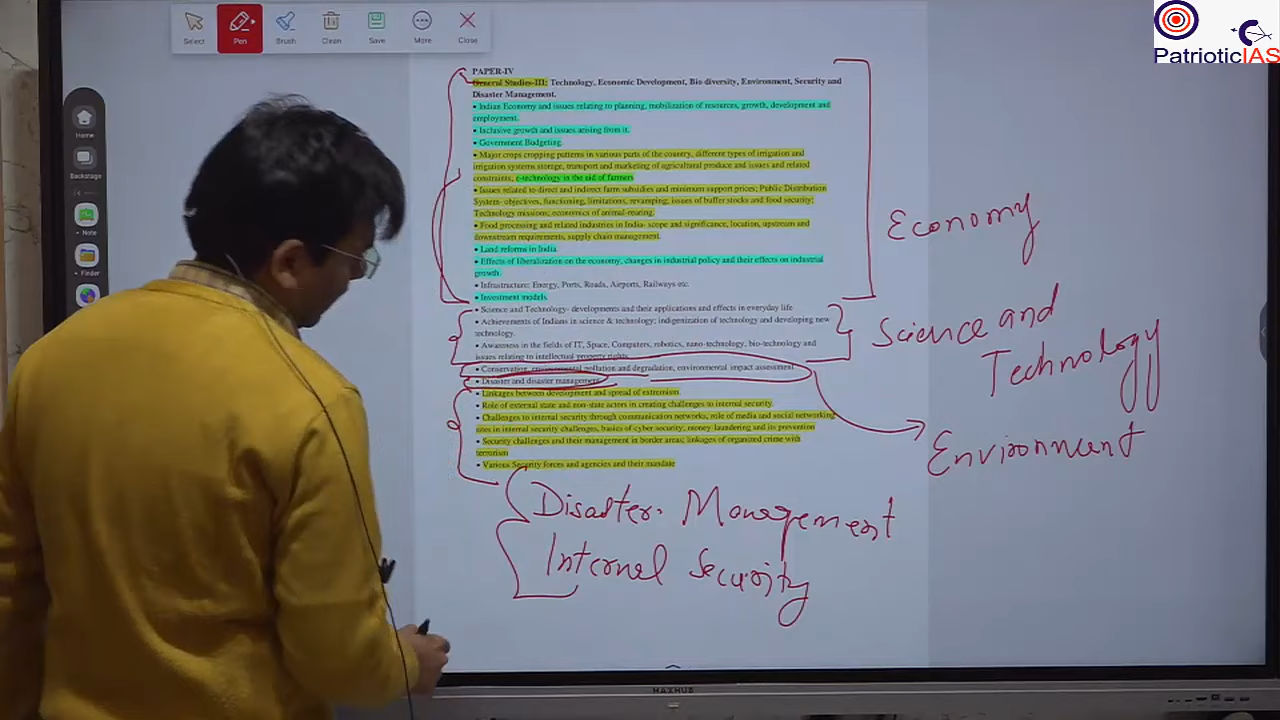 Select Pen Brush Clean Save More Close
PatrioticIAS
Home
Backstage
Note
Finder
PAPER-IV
General Studies-III: Technology, Economic Development, Bio diversity, Environment, Security and
Disaster Management.
• Indian Economy and issues relating to planning, mobilization of resources, growth, development and
employment.
• Inclusive growth and issues arising from it.
• Government Budgeting.
• Major crops cropping patterns in various parts of the country, different types of irrigation and
irrigation systems storage, transport and marketing of agricultural produce and issues and related
constraints; e-technology in the aid of farmers
• Issues related to direct and indirect farm subsidies and minimum support prices; Public Distribution
System- objectives, functioning, limitations, revamping; issues of buffer stocks and food security;
Technology missions; economics of animal-rearing.
• Food processing and related industries in India- scope and significance, location, upstream and
downstream requirements, supply chain management.
• Land reforms in India.
• Effects of liberalization on the economy, changes in industrial policy and their effects on industrial
growth.
• Infrastructure: Energy, Ports, Roads, Airports, Railways etc.
• Investment models.
• Science and Technology- developments and their applications and effects in everyday life
• Achievements of Indians in science & technology; indigenization of technology and developing new
technology.
• Awareness in the fields of IT, Space, Computers, robotics, nano-technology, bio-technology and
issues relating to intellectual property rights.
• Conservation, environmental pollution and degradation, environmental impact assessment
• Disaster and disaster management.
• Linkages between development and spread of extremism.
• Role of external state and non-state actors in creating challenges to internal security.
• Challenges to internal security through communication networks, role of media and social networking
sites in internal security challenges, basics of cyber security; money-laundering and its prevention
• Security challenges and their management in border areas; linkages of organized crime with
terrorism
• Various Security forces and agencies and their mandate
Economy
Science and
Technology
Environment
Disaster Management
Internal Security
MAXHUB